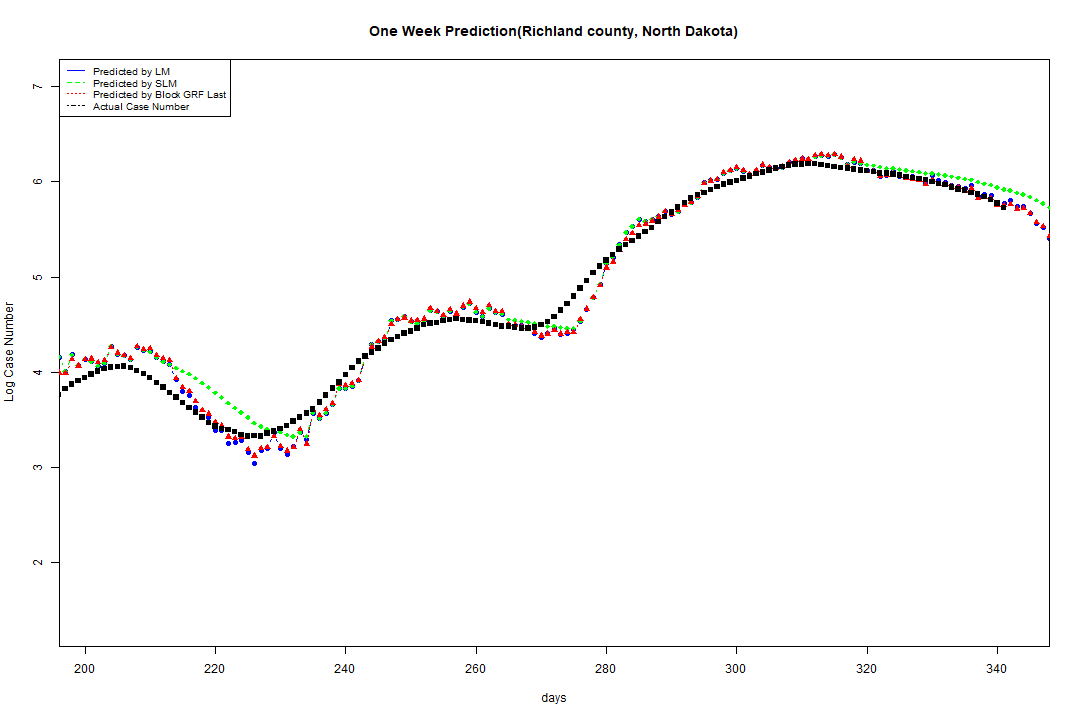 One Week Prediction(Richland county, North Dakota)
Predicted by LM
Predicted by SLM
Predicted by Block GRF Last
Actual Case Number
7
6
5
4
3
2
Log Case Number
200 220 240 260 280 300 320 340
days